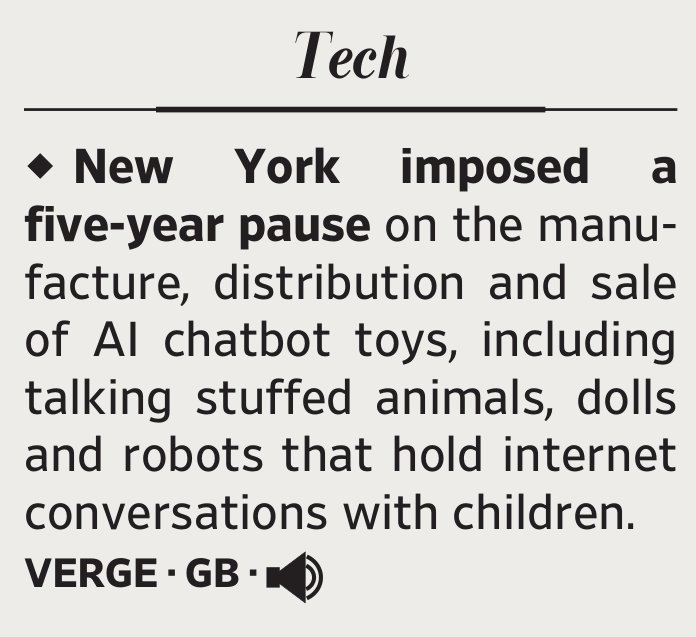 Tech
◆ New York imposed a
five-year pause on the manu-
facture, distribution and sale
of AI chatbot toys, including
talking stuffed animals, dolls
and robots that hold internet
conversations with children.
VERGE · GB ·